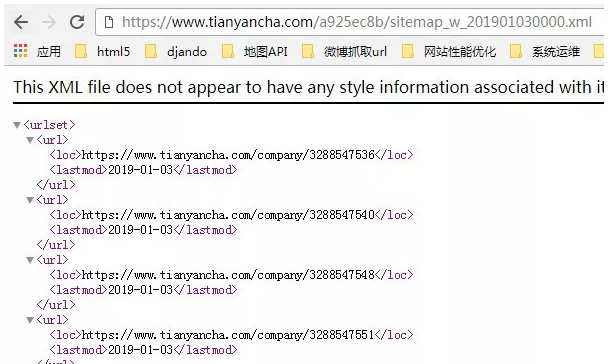 https://www.tianyancha.com/a925ec8b/sitemap_w_201901030000.xml
应用 html5 djando 地图API 微博抓取url 网站性能优化 系统运维
This XML file does not appear to have any style information associated with it
▼<urlset>
▼<url>
<loc>https://www.tianyancha.com/company/3288547536</loc>
<lastmod>2019-01-03</lastmod>
</url>
▼<url>
<loc>https://www.tianyancha.com/company/3288547540</loc>
<lastmod>2019-01-03</lastmod>
</url>
▼<url>
<loc>https://www.tianyancha.com/company/3288547548</loc>
<lastmod>2019-01-03</lastmod>
</url>
▼<url>
<loc>https://www.tianyancha.com/company/3288547551</loc>
<lastmod>2019-01-03</lastmod>